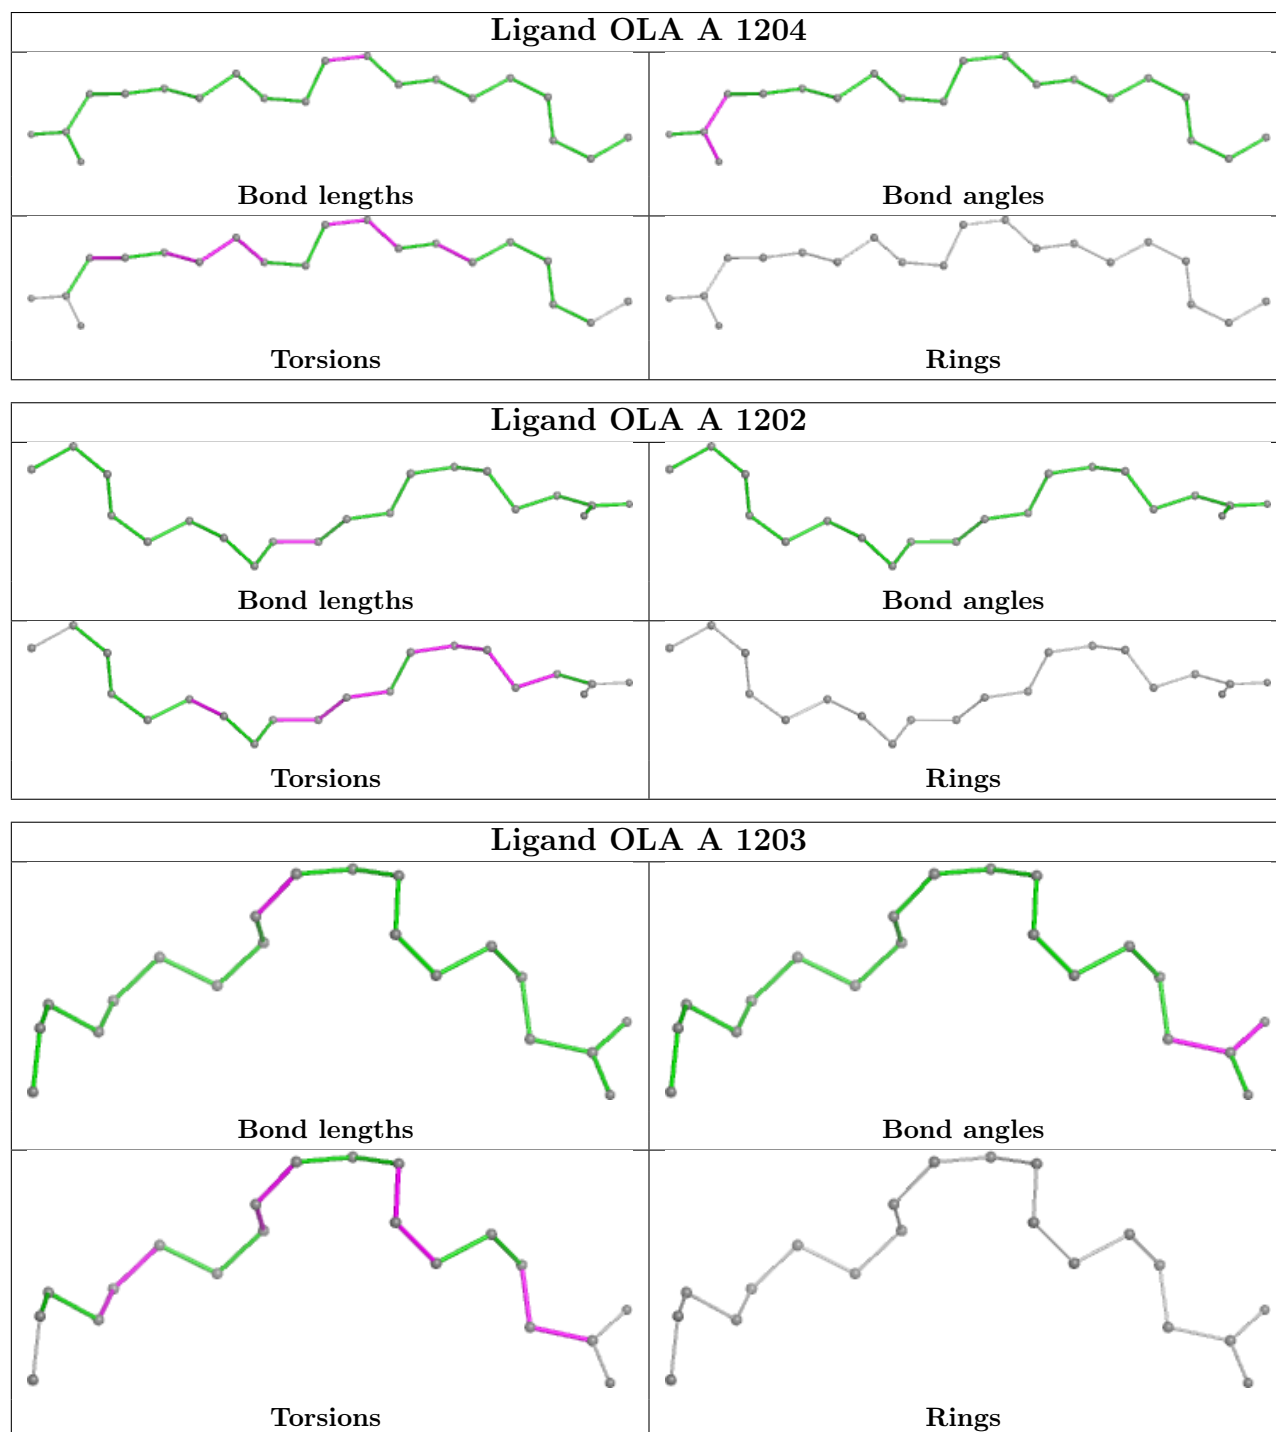 Ligand OLA A 1204
Bond lengths
Bond angles
Torsions
Rings
Ligand OLA A 1202
Bond lengths
Bond angles
Torsions
Rings
Ligand OLA A 1203
Bond lengths
Bond angles
Torsions
Rings